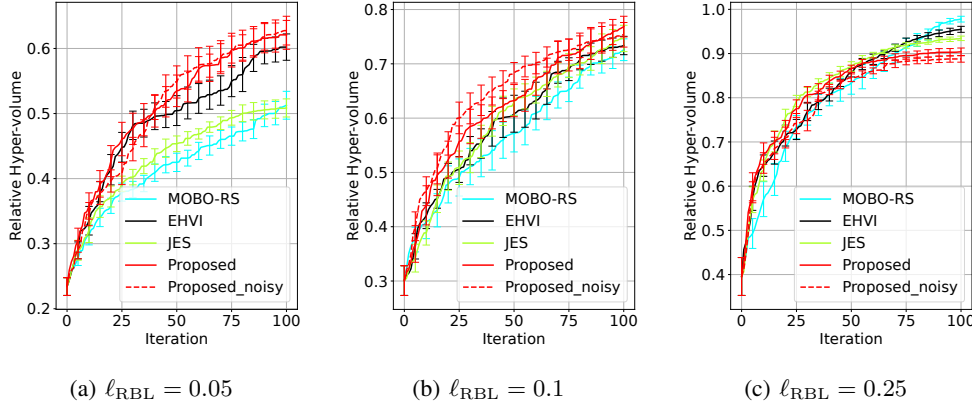 0.6
0.5
0.4
0.3
0.2
Relative Hyper-volume
MOBO-RS
EHVI
JES
Proposed
Proposed_noisy
0 25 50 75 100
Iteration
(a) ℓRBL = 0.05
0.8
0.7
0.6
0.5
0.4
0.3
Relative Hyper-volume
MOBO-RS
EHVI
JES
Proposed
Proposed_noisy
0 25 50 75 100
Iteration
(b) ℓRBL = 0.1
1.0
0.9
0.8
0.7
0.6
0.5
0.4
Relative Hyper-volume
MOBO-RS
EHVI
JES
Proposed
Proposed_noisy
0 25 50 75 100
Iteration
(c) ℓRBL = 0.25